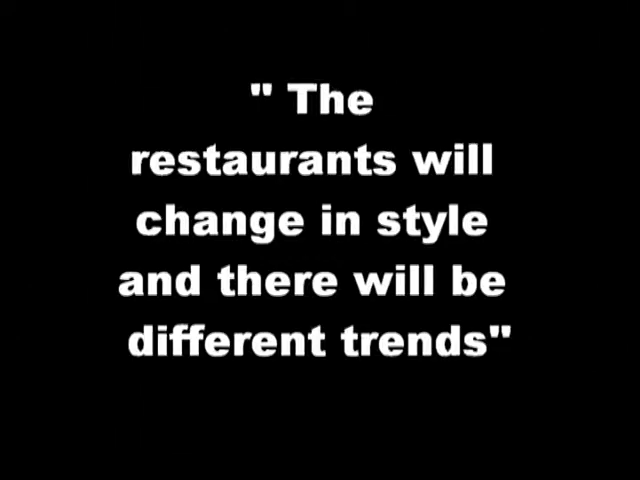 " The
restaurants will
change in style
and there will be
different trends"